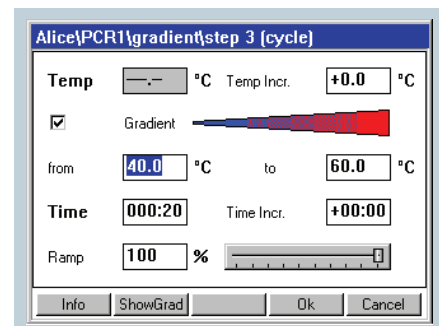 Alice\PCR1\gradient\step 3 (cycle)
Temp --.- °C Temp Incr. +0.0 °C
Gradient
from 40.0 °C to 60.0 °C
Time 000:20 Time Incr. +00:00
Ramp 100 %
Info ShowGrad Ok Cancel